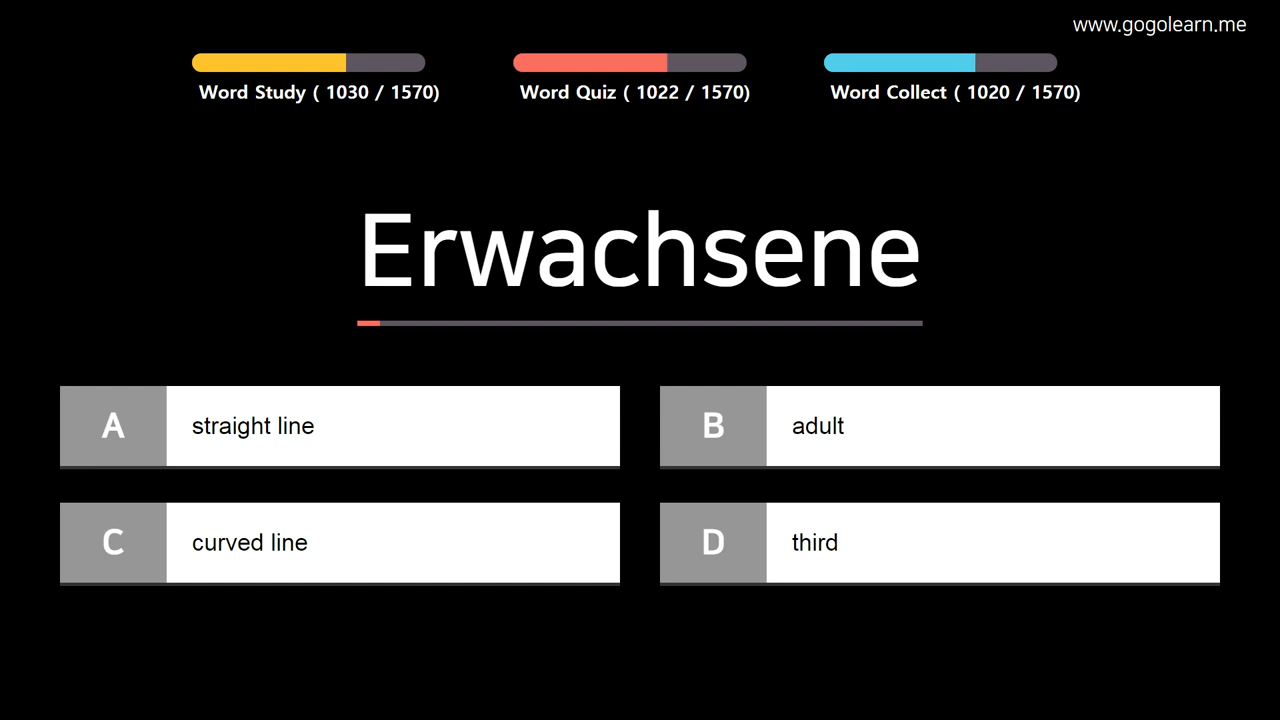 www.gogolearn.me
Word Study ( 1030 / 1570)
Word Quiz ( 1022 / 1570)
Word Collect ( 1020 / 1570)
Erwachsene
A straight line
B adult
C curved line
D third